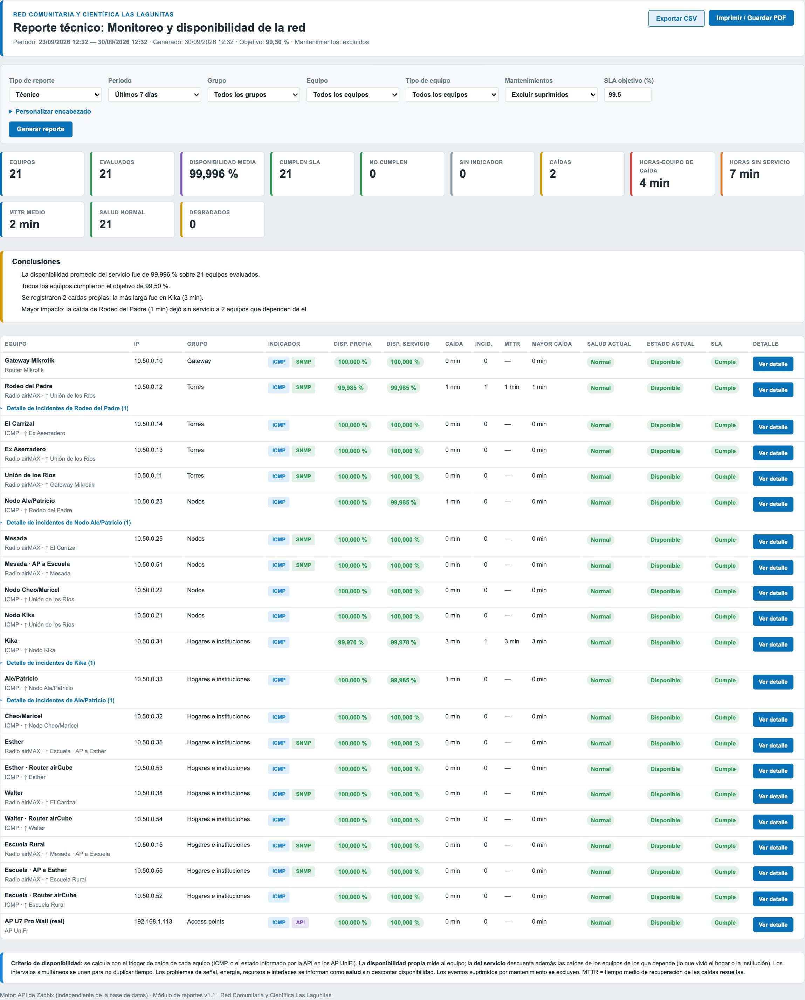 RED COMUNITARIA Y CIENTÍFICA LAS LAGUNITAS
Reporte técnico: Monitoreo y disponibilidad de la red
Período: 23/09/2026 12:32 — 30/09/2026 12:32 · Generado: 30/09/2026 12:32 · Objetivo: 99,50 % · Mantenimientos: excluidos
Exportar CSV Imprimir / Guardar PDF
Tipo de reporte Período Grupo Equipo Tipo de equipo Mantenimientos SLA objetivo (%)
Técnico Últimos 7 días Todos los grupos Todos los equipos Todos los equipos Excluir suprimidos 99.5
Personalizar encabezado
Generar reporte
EQUIPOS
21
EVALUADOS
21
DISPONIBILIDAD MEDIA
99,996 %
CUMPLEN SLA
21
NO CUMPLEN
0
SIN INDICADOR
0
CAÍDAS
2
HORAS-EQUIPO DE
CAÍDA
4 min
HORAS SIN SERVICIO
7 min
MTTR MEDIO
2 min
SALUD NORMAL
21
DEGRADADOS
0
Conclusiones
La disponibilidad promedio del servicio fue de 99,996 % sobre 21 equipos evaluados.
Todos los equipos cumplieron el objetivo de 99,50 %.
Se registraron 2 caídas propias; la más larga fue en Kika (3 min).
Mayor impacto: la caída de Rodeo del Padre (1 min) dejó sin servicio a 2 equipos que dependen de él.
EQUIPO IP GRUPO INDICADOR DISP. PROPIA DISP. SERVICIO CAÍDA INCID. MTTR MAYOR CAÍDA SALUD ACTUAL ESTADO ACTUAL SLA DETALLE
Gateway Mikrotik 10.50.0.10 Gateway ICMP SNMP 100,000 % 100,000 % 0 min 0 — 0 min Normal Disponible Cumple Ver detalle
Router Mikrotik
Rodeo del Padre 10.50.0.12 Torres ICMP SNMP 99,985 % 99,985 % 1 min 1 1 min 1 min Normal Disponible Cumple Ver detalle
Radio airMAX · ↑ Unión de los Ríos
Detalle de incidentes de Rodeo del Padre (1)
El Carrizal 10.50.0.14 Torres ICMP 100,000 % 100,000 % 0 min 0 — 0 min Normal Disponible Cumple Ver detalle
ICMP · ↑ Ex Aserradero
Ex Aserradero 10.50.0.13 Torres ICMP SNMP 100,000 % 100,000 % 0 min 0 — 0 min Normal Disponible Cumple Ver detalle
Radio airMAX · ↑ Unión de los Ríos
Unión de los Ríos 10.50.0.11 Torres ICMP SNMP 100,000 % 100,000 % 0 min 0 — 0 min Normal Disponible Cumple Ver detalle
Radio airMAX · ↑ Gateway Mikrotik
Nodo Ale/Patricio 10.50.0.23 Nodos ICMP 100,000 % 99,985 % 1 min 0 — 0 min Normal Disponible Cumple Ver detalle
ICMP · ↑ Rodeo del Padre
Detalle de incidentes de Nodo Ale/Patricio (1)
Mesada 10.50.0.25 Nodos ICMP SNMP 100,000 % 100,000 % 0 min 0 — 0 min Normal Disponible Cumple Ver detalle
Radio airMAX · ↑ El Carrizal
Mesada · AP a Escuela 10.50.0.51 Nodos ICMP SNMP 100,000 % 100,000 % 0 min 0 — 0 min Normal Disponible Cumple Ver detalle
Radio airMAX · ↑ Mesada
Nodo Cheo/Maricel 10.50.0.22 Nodos ICMP 100,000 % 100,000 % 0 min 0 — 0 min Normal Disponible Cumple Ver detalle
ICMP · ↑ Unión de los Ríos
Nodo Kika 10.50.0.21 Nodos ICMP 100,000 % 100,000 % 0 min 0 — 0 min Normal Disponible Cumple Ver detalle
ICMP · ↑ Unión de los Ríos
Kika 10.50.0.31 Hogares e instituciones ICMP 99,970 % 99,970 % 3 min 1 3 min 3 min Normal Disponible Cumple Ver detalle
ICMP · ↑ Nodo Kika
Detalle de incidentes de Kika (1)
Ale/Patricio 10.50.0.33 Hogares e instituciones ICMP 100,000 % 99,985 % 1 min 0 — 0 min Normal Disponible Cumple Ver detalle
ICMP · ↑ Nodo Ale/Patricio
Detalle de incidentes de Ale/Patricio (1)
Cheo/Maricel 10.50.0.32 Hogares e instituciones ICMP 100,000 % 100,000 % 0 min 0 — 0 min Normal Disponible Cumple Ver detalle
ICMP · ↑ Nodo Cheo/Maricel
Esther 10.50.0.35 Hogares e instituciones ICMP SNMP 100,000 % 100,000 % 0 min 0 — 0 min Normal Disponible Cumple Ver detalle
Radio airMAX · ↑ Escuela · AP a Esther
Esther · Router airCube 10.50.0.53 Hogares e instituciones ICMP 100,000 % 100,000 % 0 min 0 — 0 min Normal Disponible Cumple Ver detalle
ICMP · ↑ Esther
Walter 10.50.0.38 Hogares e instituciones ICMP SNMP 100,000 % 100,000 % 0 min 0 — 0 min Normal Disponible Cumple Ver detalle
Radio airMAX · ↑ El Carrizal
Walter · Router airCube 10.50.0.54 Hogares e instituciones ICMP 100,000 % 100,000 % 0 min 0 — 0 min Normal Disponible Cumple Ver detalle
ICMP · ↑ Walter
Escuela Rural 10.50.0.15 Hogares e instituciones ICMP SNMP 100,000 % 100,000 % 0 min 0 — 0 min Normal Disponible Cumple Ver detalle
Radio airMAX · ↑ Mesada · AP a Escuela
Escuela · AP a Esther 10.50.0.55 Hogares e instituciones ICMP SNMP 100,000 % 100,000 % 0 min 0 — 0 min Normal Disponible Cumple Ver detalle
Radio airMAX · ↑ Escuela Rural
Escuela · Router airCube 10.50.0.52 Hogares e instituciones ICMP 100,000 % 100,000 % 0 min 0 — 0 min Normal Disponible Cumple Ver detalle
ICMP · ↑ Escuela Rural
AP U7 Pro Wall (real) 192.168.1.113 Access points ICMP API 100,000 % 100,000 % 0 min 0 — 0 min Normal Disponible Cumple Ver detalle
AP UniFi
Criterio de disponibilidad: se calcula con el trigger de caída de cada equipo (ICMP, o el estado informado por la API en los AP UniFi). La disponibilidad propia mide al equipo; la del servicio descuenta además las caídas de los equipos de los que depende (lo que vivió el hogar o la institución). Los
intervalos simultáneos se unen para no duplicar tiempo. Los problemas de señal, energía, recursos e interfaces se informan como salud sin descontar disponibilidad. Los eventos suprimidos por mantenimiento se excluyen. MTTR = tiempo medio de recuperación de las caídas resueltas.
Motor: API de Zabbix (independiente de la base de datos) · Módulo de reportes v1.1 · Red Comunitaria y Científica Las Lagunitas